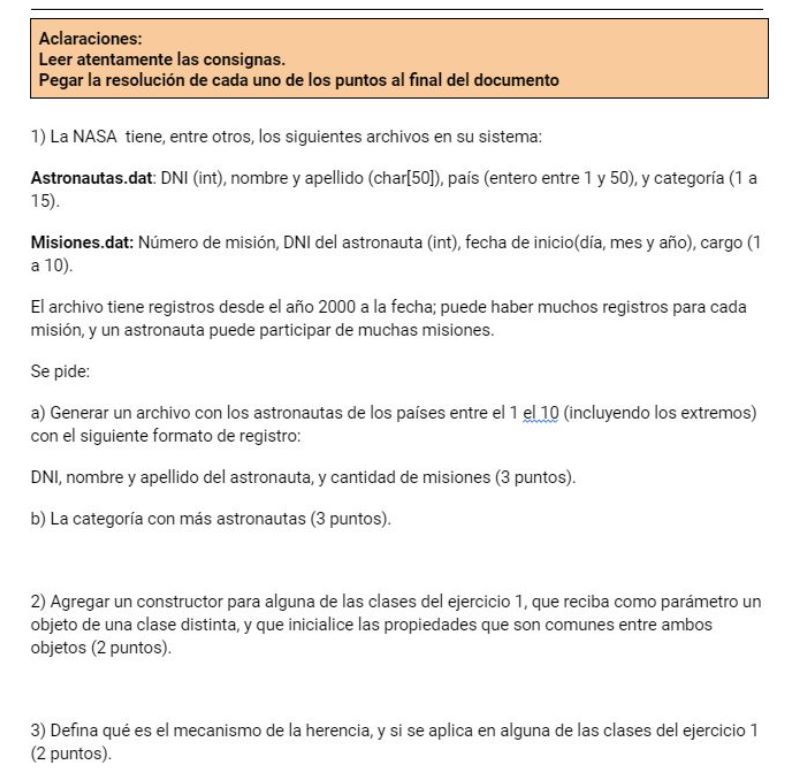 Aclaraciones:
Leer atentamente las consignas.
Pegar la resolución de cada uno de los puntos al final del documento
1) La NASA tiene, entre otros, los siguientes archivos en su sistema:
Astronautas.dat: DNI (int), nombre y apellido (char[50]), país (entero entre 1 y 50), y categoría (1 a
15).
Misiones.dat: Número de misión, DNI del astronauta (int), fecha de inicio(día, mes y año), cargo (1
a 10).
El archivo tiene registros desde el año 2000 a la fecha; puede haber muchos registros para cada
misión, y un astronauta puede participar de muchas misiones.
Se pide:
a) Generar un archivo con los astronautas de los países entre el 1 el 10 (incluyendo los extremos)
con el siguiente formato de registro:
DNI, nombre y apellido del astronauta, y cantidad de misiones (3 puntos).
b) La categoría con más astronautas (3 puntos).
2) Agregar un constructor para alguna de las clases del ejercicio 1, que reciba como parámetro un
objeto de una clase distinta, y que inicialice las propiedades que son comunes entre ambos
objetos (2 puntos).
3) Defina qué es el mecanismo de la herencia, y si se aplica en alguna de las clases del ejercicio 1
(2 puntos).